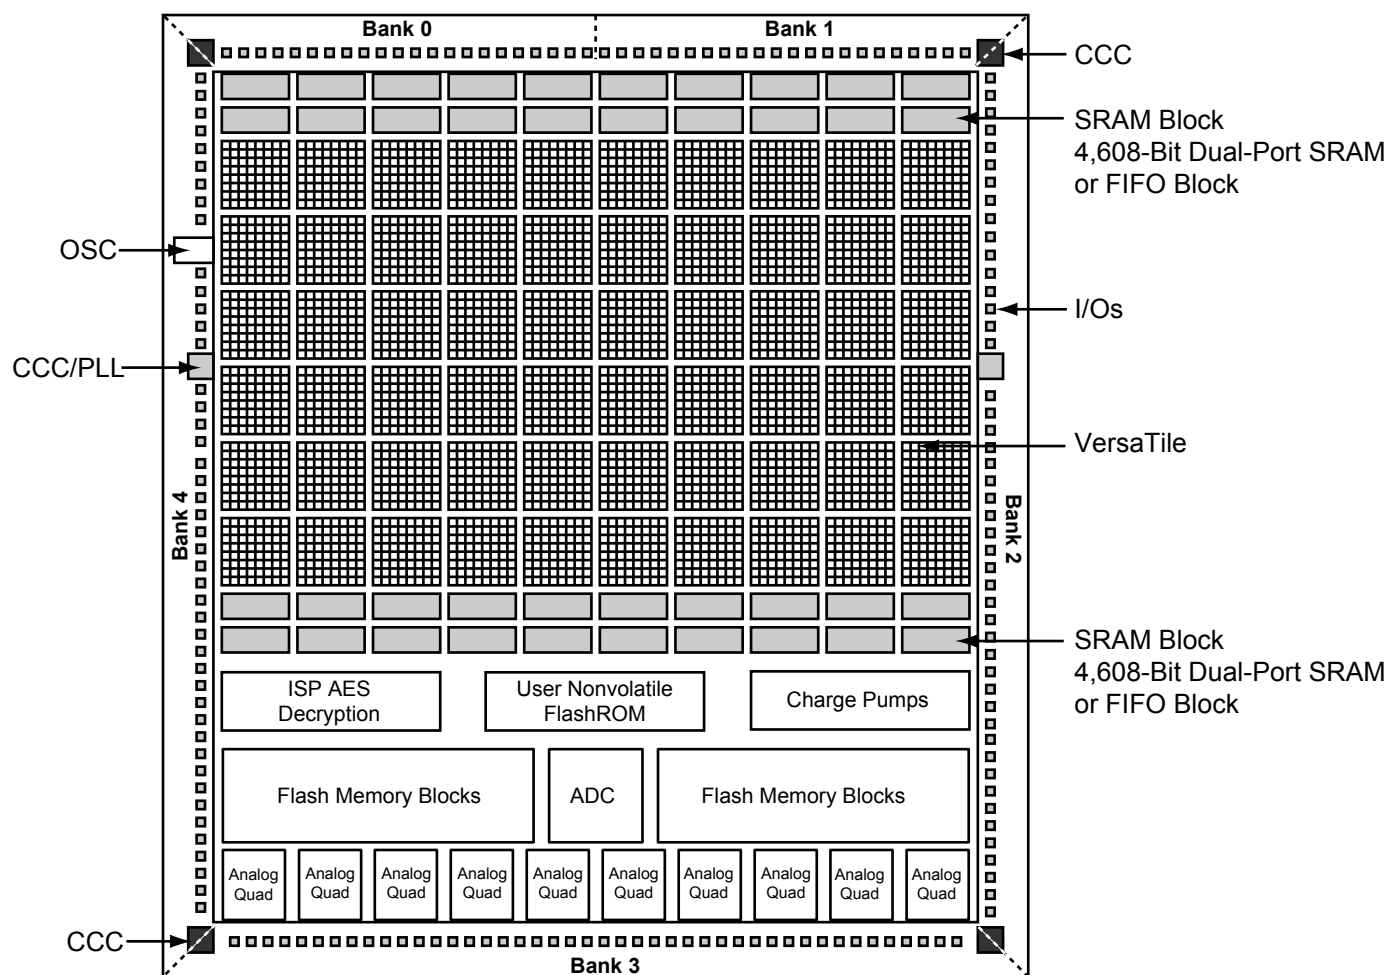 Bank 0
Bank 1
CCC
SRAM Block
4,608-Bit Dual-Port SRAM
or FIFO Block
OSC
I/Os
CCC/PLL
VersaTile
Bank 4
Bank 2
SRAM Block
4,608-Bit Dual-Port SRAM
or FIFO Block
ISP AES
Decryption
User Nonvolatile
FlashROM
Charge Pumps
Flash Memory Blocks
ADC
Flash Memory Blocks
Analog
Quad
Analog
Quad
Analog
Quad
Analog
Quad
Analog
Quad
Analog
Quad
Analog
Quad
Analog
Quad
Analog
Quad
Analog
Quad
CCC
Bank 3